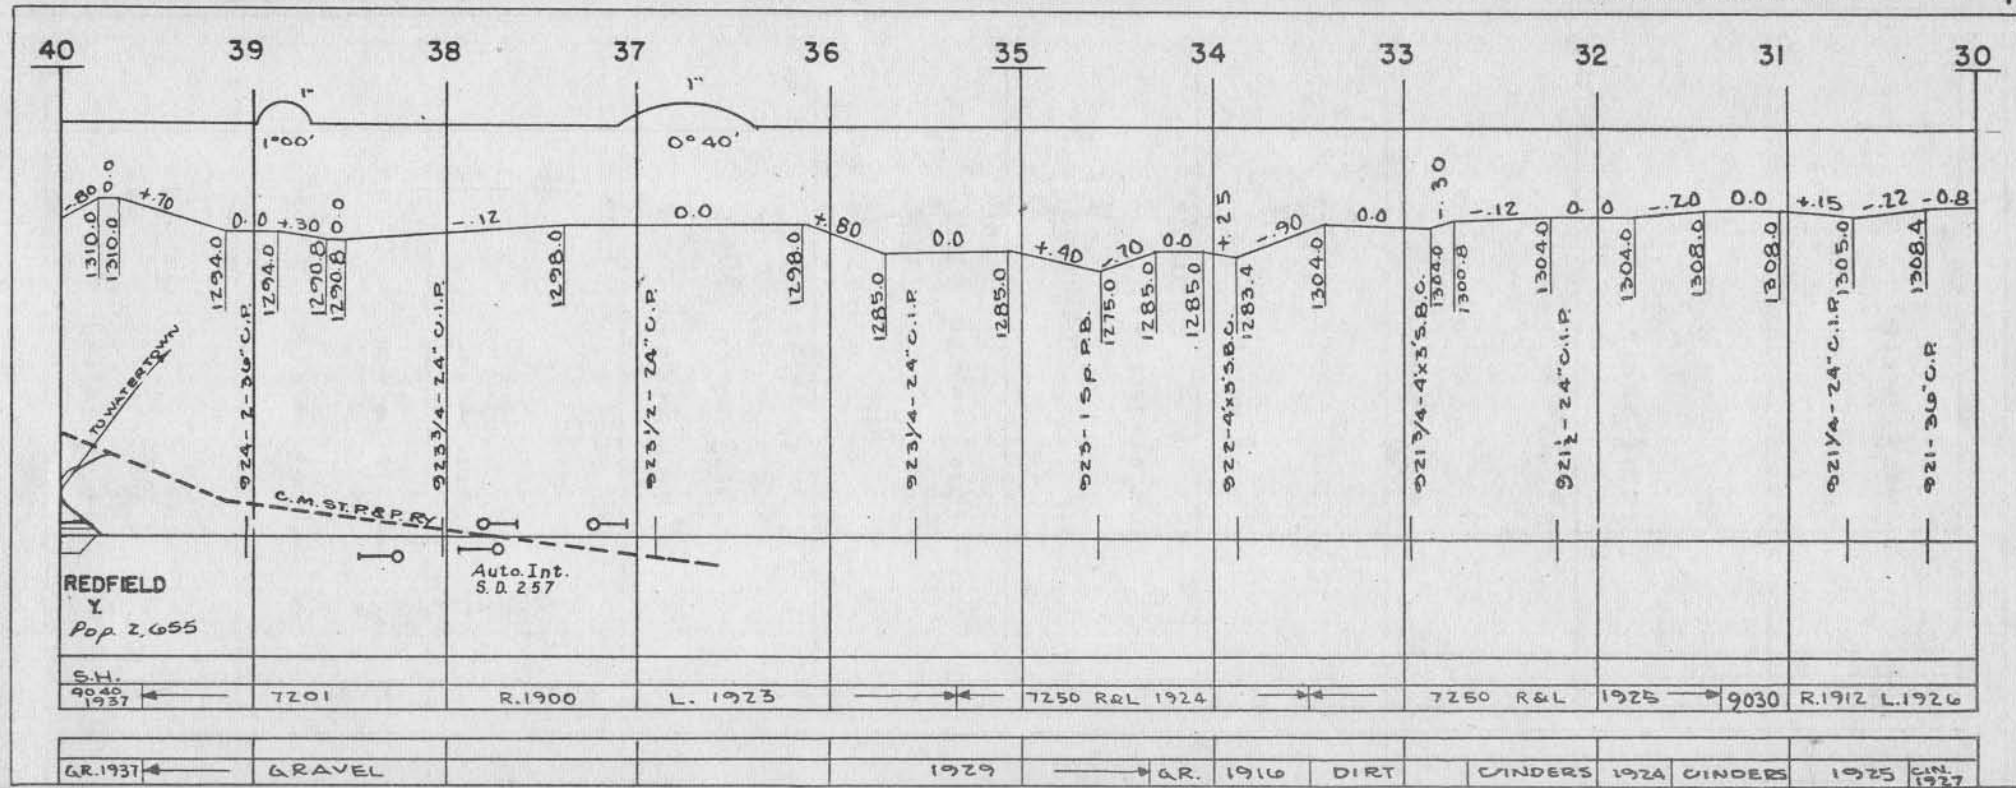 40 39 38 37 36 35 34 33 32 31 30
1° 1°
1°00' 0°40'
-.80 0 0 +.70 0.0 +.30 0.0 -.12 0.0 +.80 0.0 +.40 -.70 0.0 +.25 -.90 0.0 -.30 -.12 0.0 -.20 0.0 +.15 -.22 -0.8
1310.0 1310.0 1294.0 1294.0 1290.8 1290.8 1298.0 1298.0 1285.0 1285.0 1275.0 1285.0 1285.0 1283.4 1304.0 1304.0 1300.8 1304.0 1304.0 1308.0 1308.0 1305.0 1308.4
TO WATERTOWN
924-2-36" C.P.
923 3/4-24" C.I.P.
923 1/2-24" C.I.P.
923 1/4-24" C.I.P.
923-1 Sp. P.B.
922-4'x3' S.B.C.
921 3/4-4'x3' S.B.C.
921 1/2-24" C.I.P.
921 1/4-24" C.I.P.
921-36" C.P.
C.M. ST. P. & P. RY
Auto. Int.
S.D. 257
REDFIELD
Y
Pop 2,655
S.H.
9040 1937 7201 R.1900 L. 1923 7250 R&L 1924 7250 R&L 1925 9030 R.1912 L.1926
GR.1937 GRAVEL 1929 GR. 1916 DIRT CINDERS 1924 CINDERS 1925 CIN. 1927